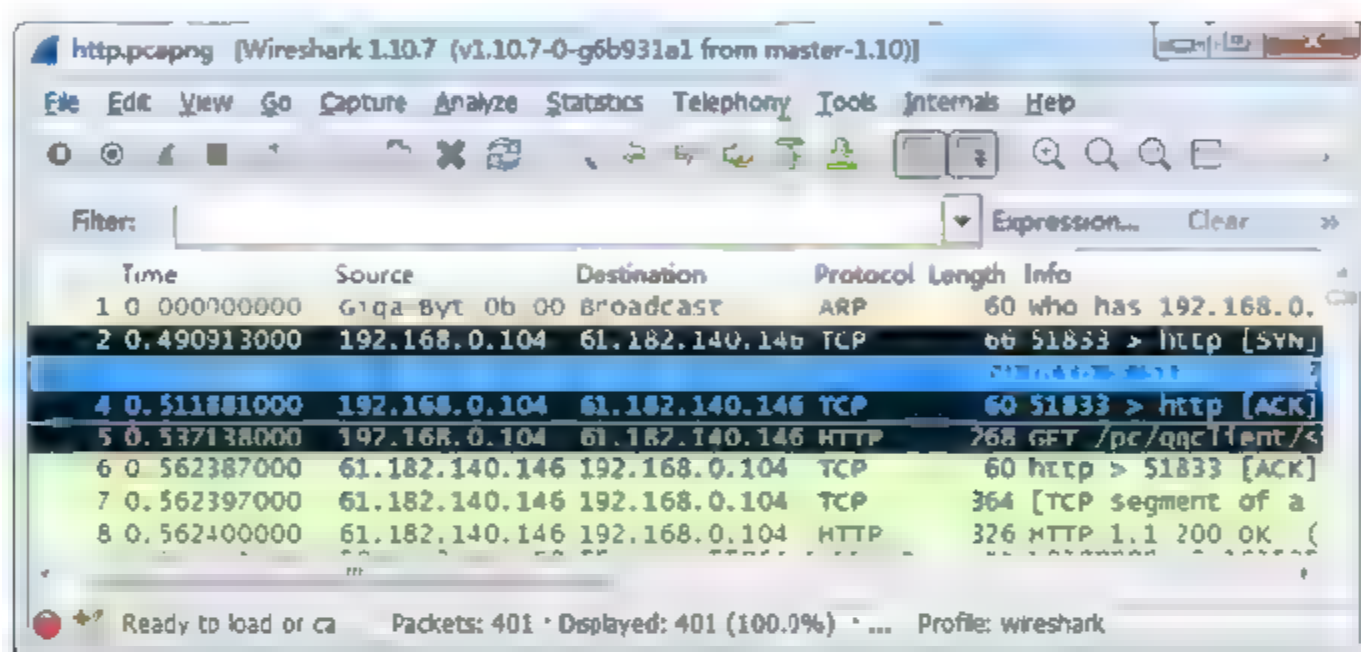 http.pcapng [Wireshark 1.10.7 (v1.10.7-0-g6b931a1 from master-1.10)]
File Edit View Go Capture Analyze Statistics Telephony Tools Internals Help
Filter: Expression... Clear
Time Source Destination Protocol Length Info
1 0.000000000 Giga-Byt 0b 00 Broadcast ARP 60 who has 192.168.0.
2 0.490913000 192.168.0.104 61.182.140.146 TCP 66 51833 > http [SYN]
4 0.511881000 192.168.0.104 61.182.140.146 TCP 60 51833 > http [ACK]
5 0.537138000 192.168.0.104 61.182.140.146 HTTP 268 GET /pc/qqclient/
6 0.562387000 61.182.140.146 192.168.0.104 TCP 60 http > 51833 [ACK]
7 0.562397000 61.182.140.146 192.168.0.104 TCP 364 [TCP segment of a
8 0.562400000 61.182.140.146 192.168.0.104 HTTP 326 HTTP 1.1 200 OK (
Ready to load or ca Packets: 401 · Displayed: 401 (100.0%) · ... Profile: wireshark